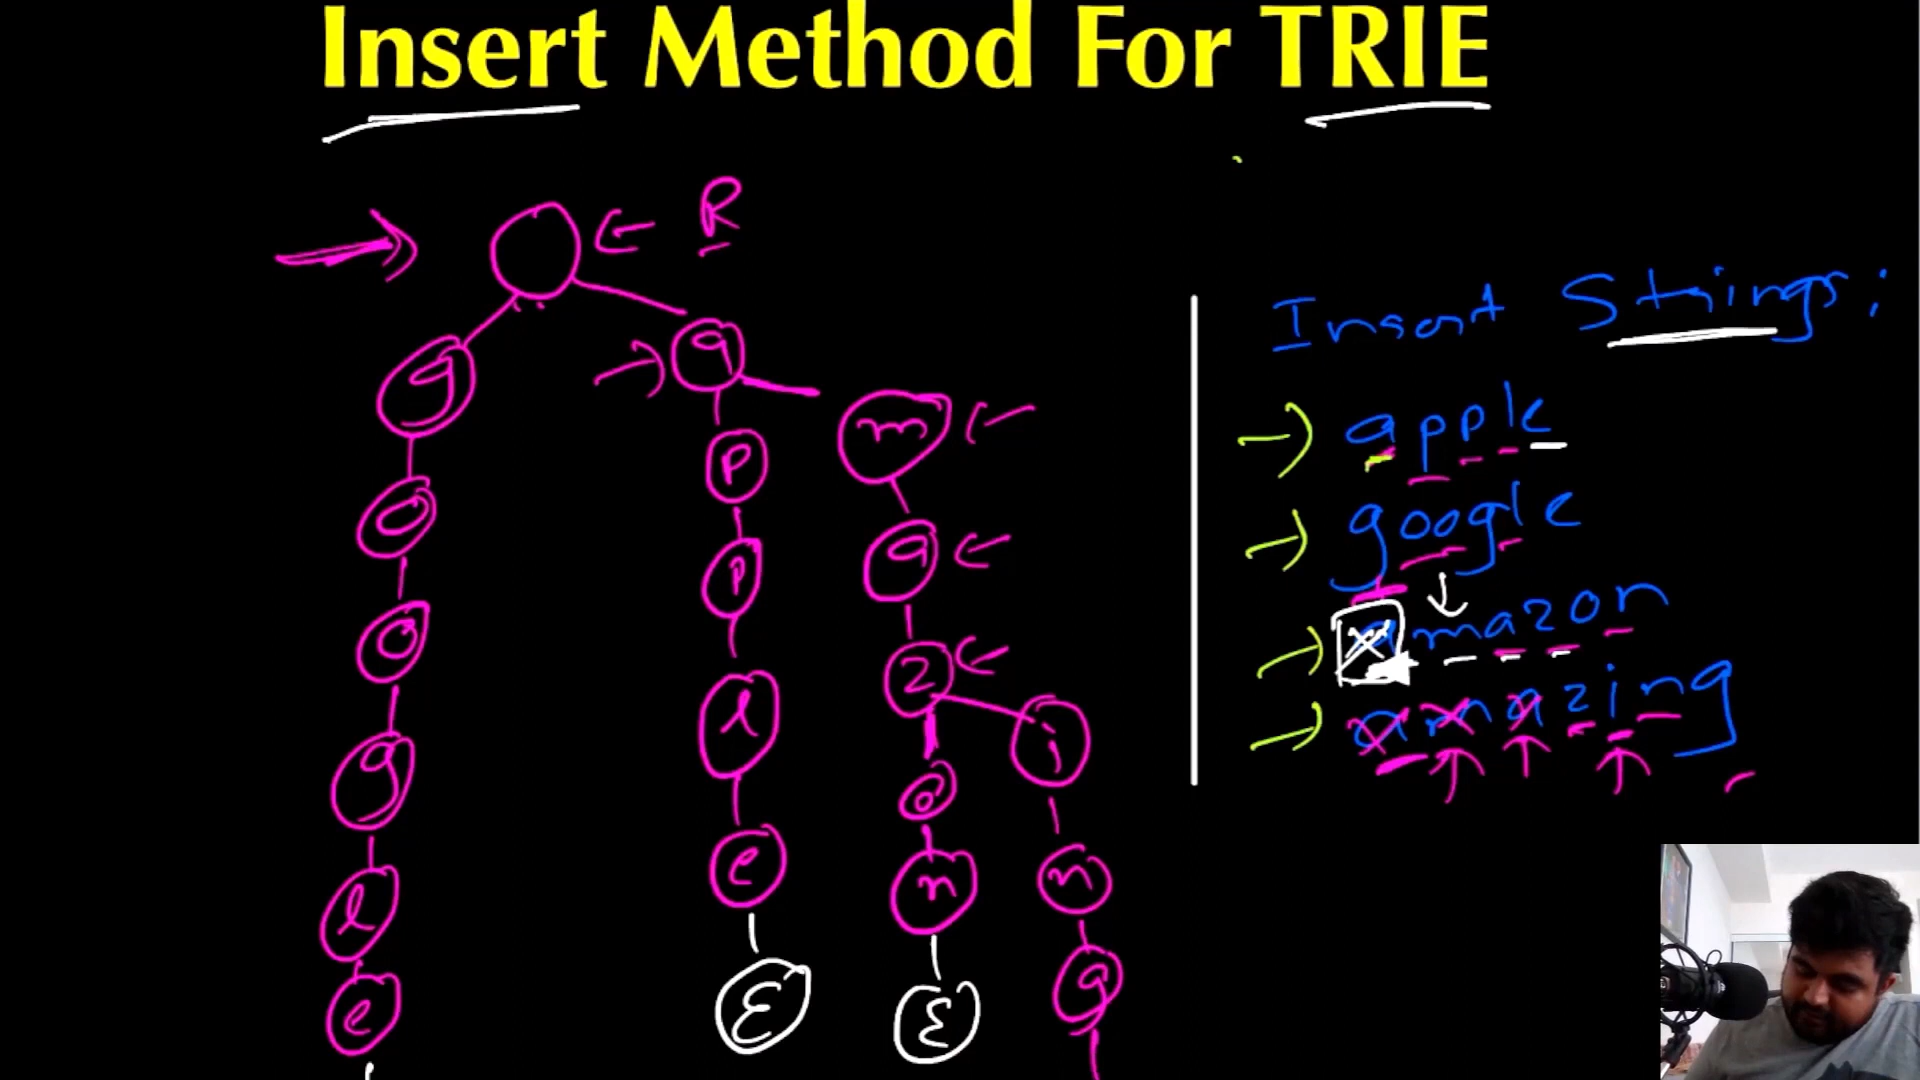 Insert Method For TRIE
R
Insert Strings:
apple
google
amazon
amazing
g
o
o
g
l
e
a
p
p
l
e
E
m
a
z
o
n
E
i
n
g